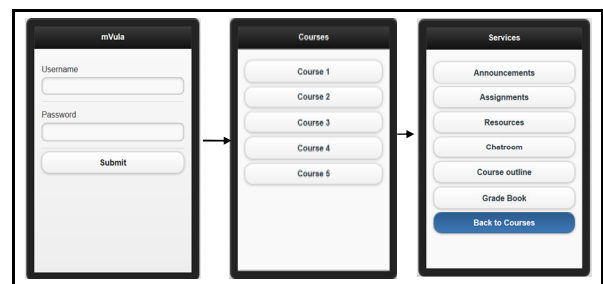 mVula
Username
Password
Submit
Courses
Course 1
Course 2
Course 3
Course 4
Course 5
Services
Announcements
Assignments
Resources
Chatroom
Course outline
Grade Book
Back to Courses